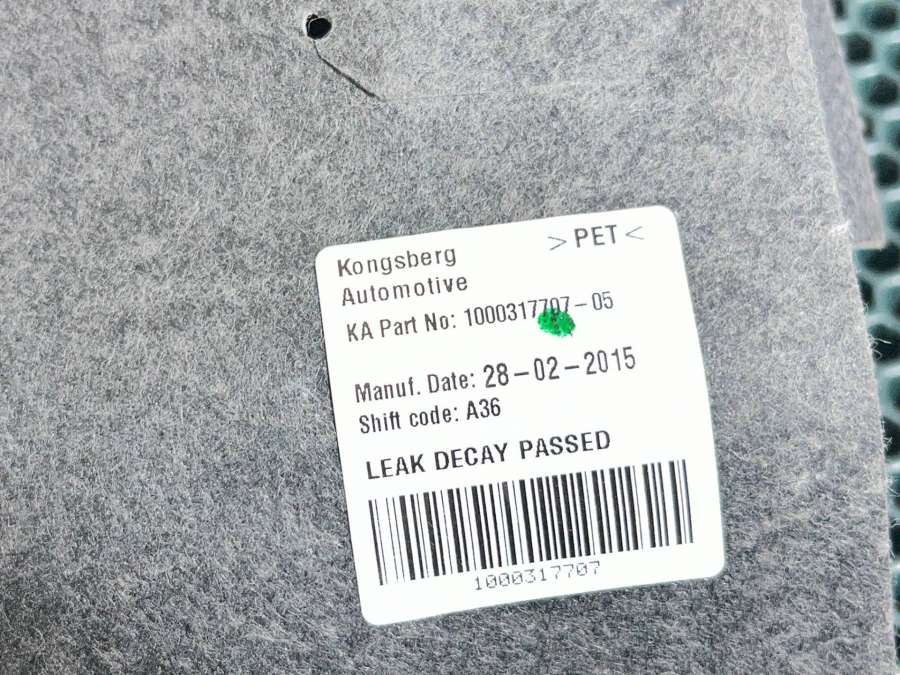 Kongsberg
Automotive
>PET<
KA Part No: 1000317707-05
Manuf. Date: 28-02-2015
Shift code: A36
LEAK DECAY PASSED
1000317707